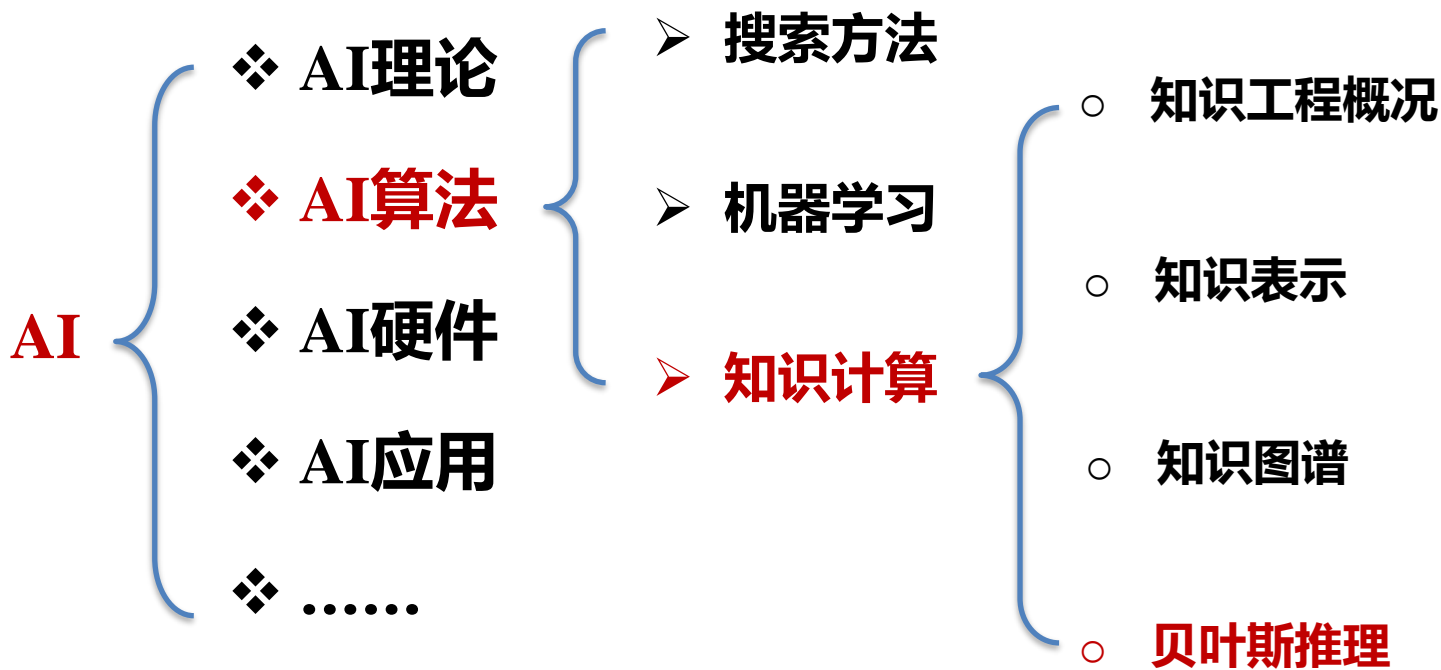 AI
AI理论
AI算法
AI硬件
AI应用
……
搜索方法
机器学习
知识计算
知识工程概况
知识表示
知识图谱
贝叶斯推理